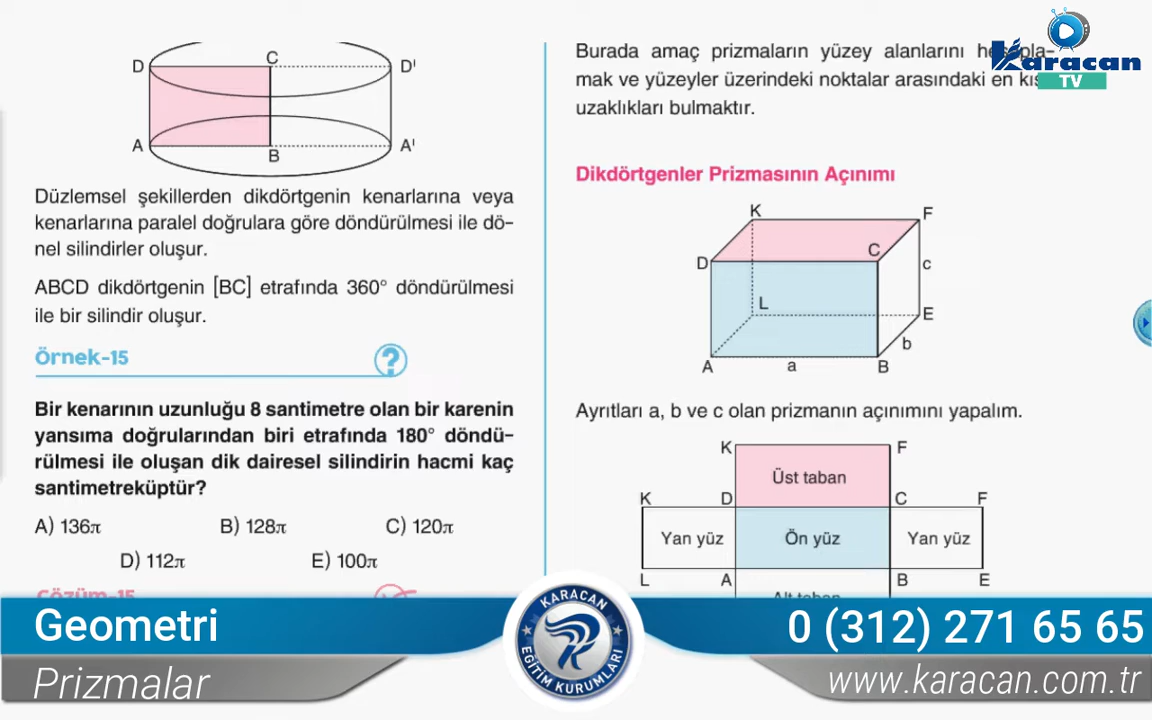 Karacan
TV
D
C
D'
A
B
A'
Düzlemsel şekillerden dikdörtgenin kenarlarına veya
kenarlarına paralel doğrulara göre döndürülmesi ile dö-
nel silindirler oluşur.
ABCD dikdörtgenin [BC] etrafında 360° döndürülmesi
ile bir silindir oluşur.
Örnek-15
?
Bir kenarının uzunluğu 8 santimetre olan bir karenin
yansıma doğrularından biri etrafında 180° döndü-
rülmesi ile oluşan dik dairesel silindirin hacmi kaç
santimetreküptür?
A) 136π
B) 128π
C) 120π
D) 112π
E) 100π
Çözüm-15
Burada amaç prizmaların yüzey alanlarını
mak ve yüzeyler üzerindeki noktalar arasındaki en
uzaklıkları bulmaktır.
Dikdörtgenler Prizmasının Açınımı
K
F
D
C
c
L
E
b
A
a
B
Ayrıtları a, b ve c olan prizmanın açınımını yapalım.
K
F
Üst taban
K
D
C
F
Yan yüz
Ön yüz
Yan yüz
L
A
B
E
Alt taban
Geometri
Prizmalar
KARACAN
EĞİTİM KURUMLARI
0 (312) 271 65 65
www.karacan.com.tr